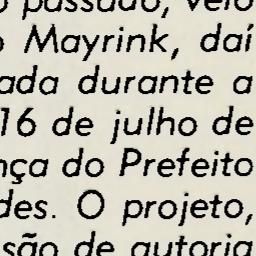 o passado, veio
o Mayrink, daí
ada durante a
16 de julho de
nça do Prefeito
des. O projeto,
são de autoria